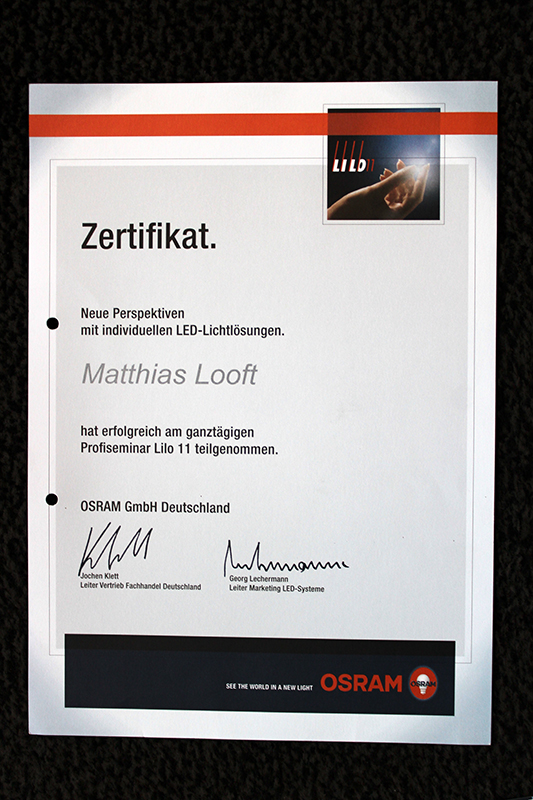 LILO11
Zertifikat.
Neue Perspektiven
mit individuellen LED-Lichtlösungen.
Matthias Looft
hat erfolgreich am ganztägigen
Profiseminar Lilo 11 teilgenommen.
OSRAM GmbH Deutschland
Jochen Klett
Leiter Vertrieb Fachhandel Deutschland
Georg Lechermann
Leiter Marketing LED-Systeme
SEE THE WORLD IN A NEW LIGHT
OSRAM
OSRAM